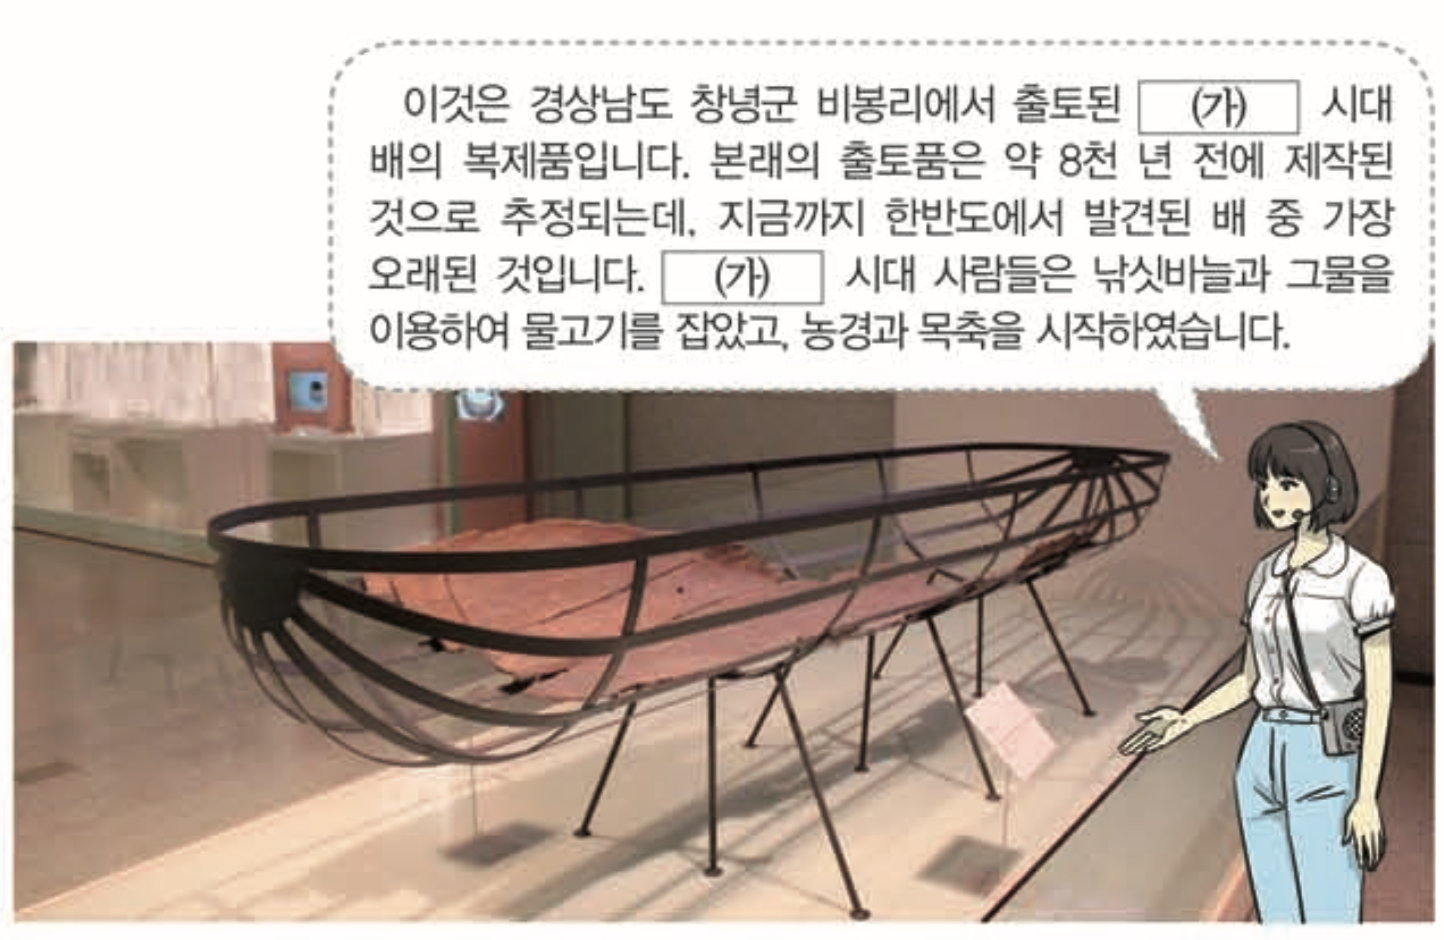 이것은 경상남도 창녕군 비봉리에서 출토된 (가) 시대
배의 복제품입니다. 본래의 출토품은 약 8천 년 전에 제작된
것으로 추정되는데, 지금까지 한반도에서 발견된 배 중 가장
오래된 것입니다. (가) 시대 사람들은 낚싯바늘과 그물을
이용하여 물고기를 잡았고, 농경과 목축을 시작하였습니다.